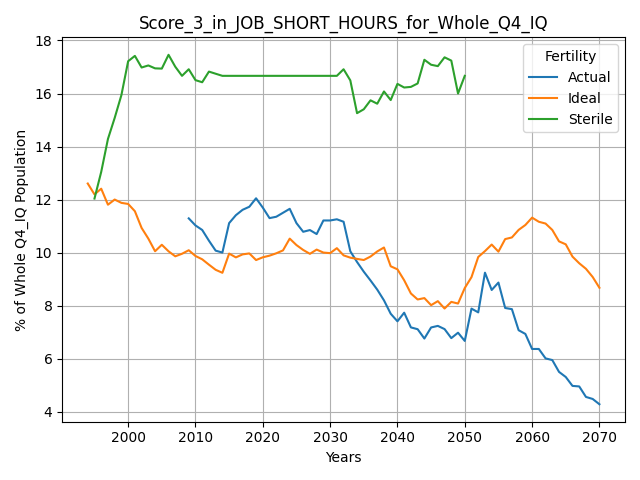 Score_3_in_JOB_SHORT_HOURS_for_Whole_Q4_IQ
% of Whole Q4_IQ Population
18
16
14
12
10
8
6
4
Fertility
Actual
Ideal
Sterile
2000 2010 2020 2030 2040 2050 2060 2070
Years